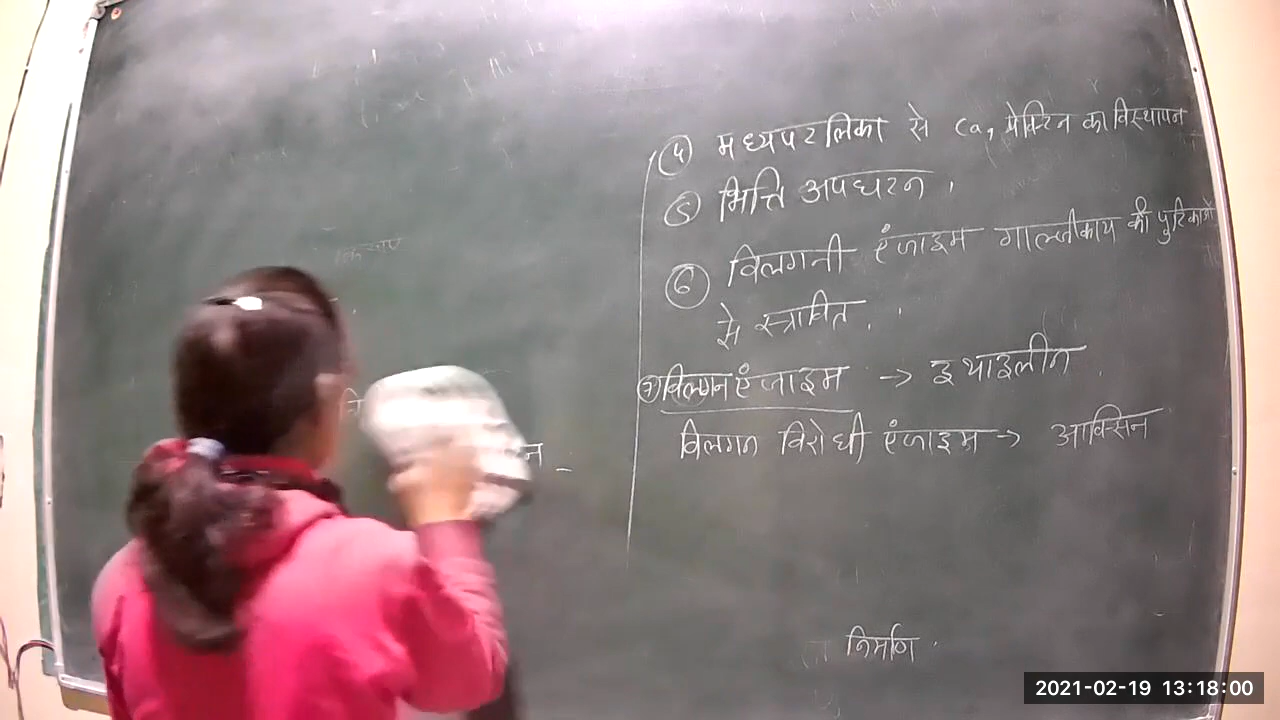 ④ मध्यपटलिका से Ca, पेक्टिन का विस्थापन
⑤ भित्ति अपघटन .
⑥ विलगनी एंजाइम गाल्जीकाय की पुटिकाओं
से स्त्रावित .
⑦ विलगन एंजाइम → इथाइलीन
विलगन विरोधी एंजाइम → आक्सिन
निर्माण
2021-02-19 13:18:00